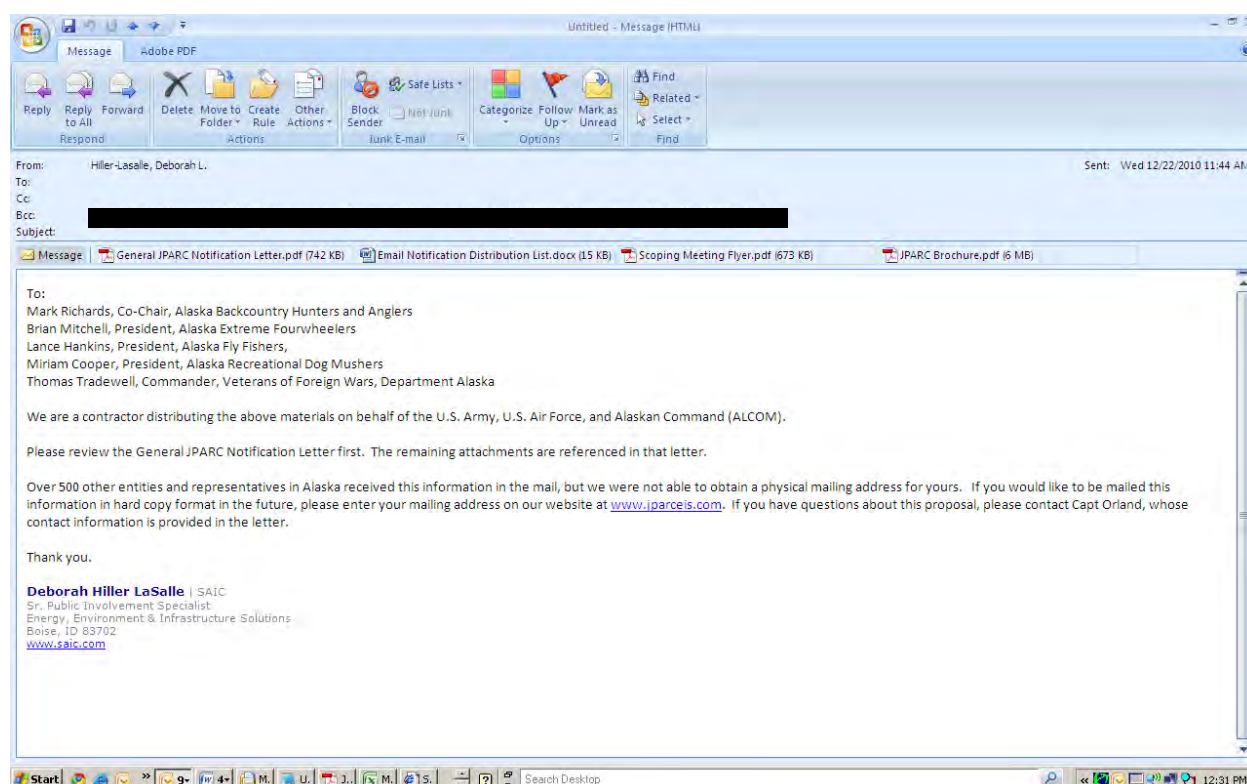 Untitled - Message (HTML)
Message Adobe PDF
Reply Reply to All Forward Delete Move to Folder Create Rule Other Actions Block Sender Safe Lists Not Junk Categorize Follow Up Mark as Unread Find Related Select
Respond Actions Junk E-mail Options Find
From: Hiller-Lasalle, Deborah L. Sent: Wed 12/22/2010 11:44 AM
To:
Cc:
Bcc:
Subject:
Message General JPARC Notification Letter.pdf (742 KB) Email Notification Distribution List.docx (15 KB) Scoping Meeting Flyer.pdf (673 KB) JPARC Brochure.pdf (6 MB)
To:
Mark Richards, Co-Chair, Alaska Backcountry Hunters and Anglers
Brian Mitchell, President, Alaska Extreme Fourwheelers
Lance Hankins, President, Alaska Fly Fishers,
Miriam Cooper, President, Alaska Recreational Dog Mushers
Thomas Tradewell, Commander, Veterans of Foreign Wars, Department Alaska
We are a contractor distributing the above materials on behalf of the U.S. Army, U.S. Air Force, and Alaskan Command (ALCOM).
Please review the General JPARC Notification Letter first. The remaining attachments are referenced in that letter.
Over 500 other entities and representatives in Alaska received this information in the mail, but we were not able to obtain a physical mailing address for yours. If you would like to be mailed this
information in hard copy format in the future, please enter your mailing address on our website at www.jparceis.com. If you have questions about this proposal, please contact Capt Orland, whose
contact information is provided in the letter.
Thank you.
Deborah Hiller LaSalle | SAIC
Sr. Public Involvement Specialist
Energy, Environment & Infrastructure Solutions
Boise, ID 83702
www.saic.com
Start 9 4 M. U. J.. M. S. Search Desktop 12:31 PM